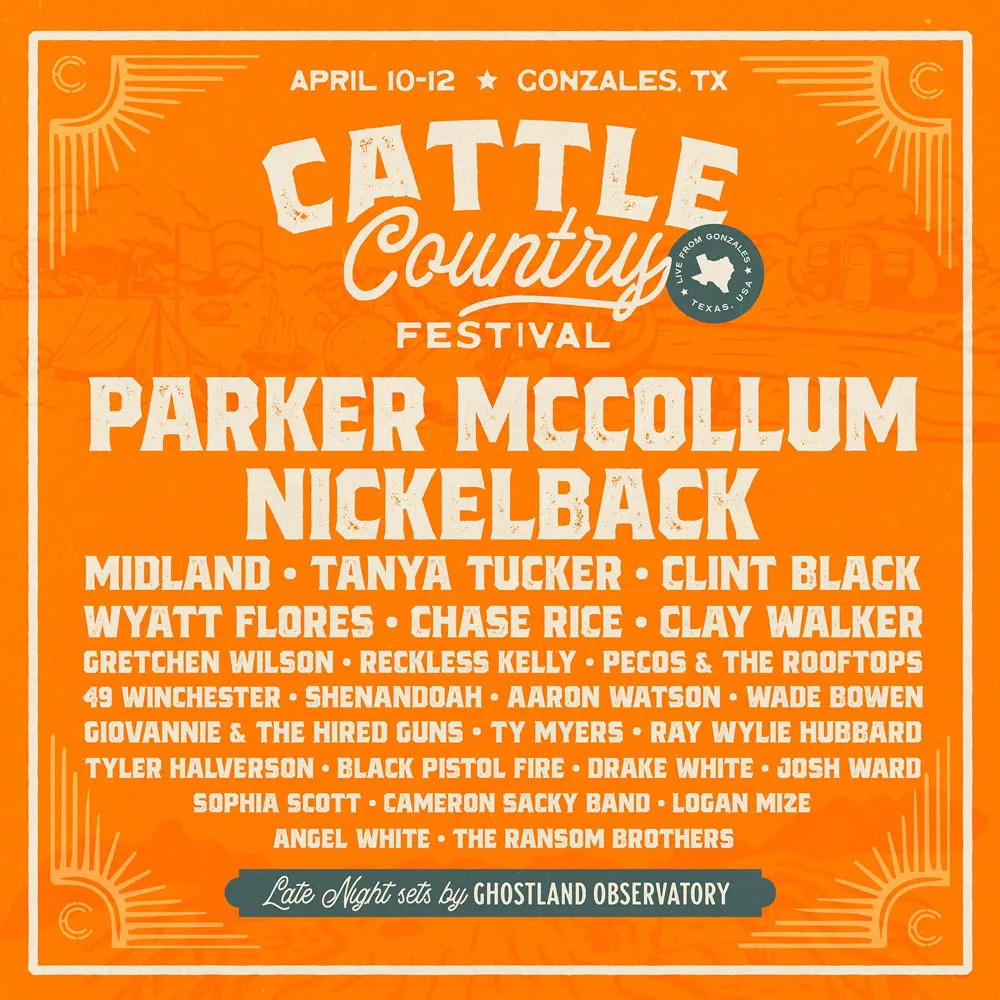 APRIL 10-12 ★ GONZALES, TX
CATTLE
Country
FESTIVAL
LIVE FROM GONZALES ★ TEXAS, USA ★
PARKER MCCOLLUM
NICKELBACK
MIDLAND • TANYA TUCKER • CLINT BLACK
WYATT FLORES • CHASE RICE • CLAY WALKER
GRETCHEN WILSON • RECKLESS KELLY • PECOS & THE ROOFTOPS
49 WINCHESTER • SHENANDOAH • AARON WATSON • WADE BOWEN
GIOVANNIE & THE HIRED GUNS • TY MYERS • RAY WYLIE HUBBARD
TYLER HALVERSON • BLACK PISTOL FIRE • DRAKE WHITE • JOSH WARD
SOPHIA SCOTT • CAMERON SACKY BAND • LOGAN MIZE
ANGEL WHITE • THE RANSOM BROTHERS
Late Night sets by GHOSTLAND OBSERVATORY